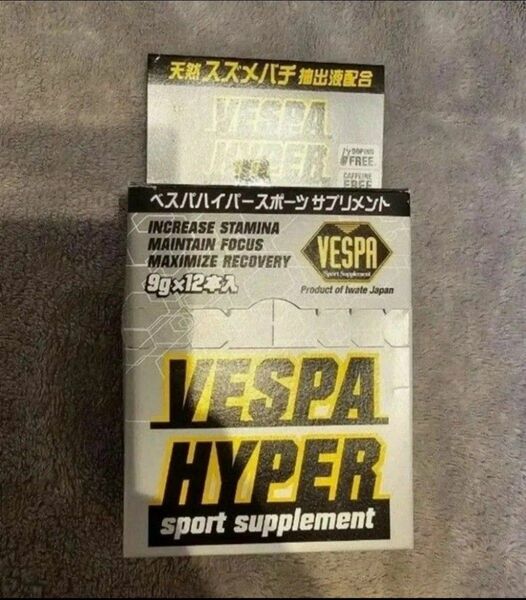 天然スズメバチ抽出液配合
VESPA
HYPER
DOPING
FREE
CAFFEINE
FREE
ベスパハイパースポーツ サプリメント
INCREASE STAMINA
MAINTAIN FOCUS
MAXIMIZE RECOVERY
9g×12本入
VESPA
Sport Supplement
Product of Iwate Japan
VESPA
HYPER
sport supplement